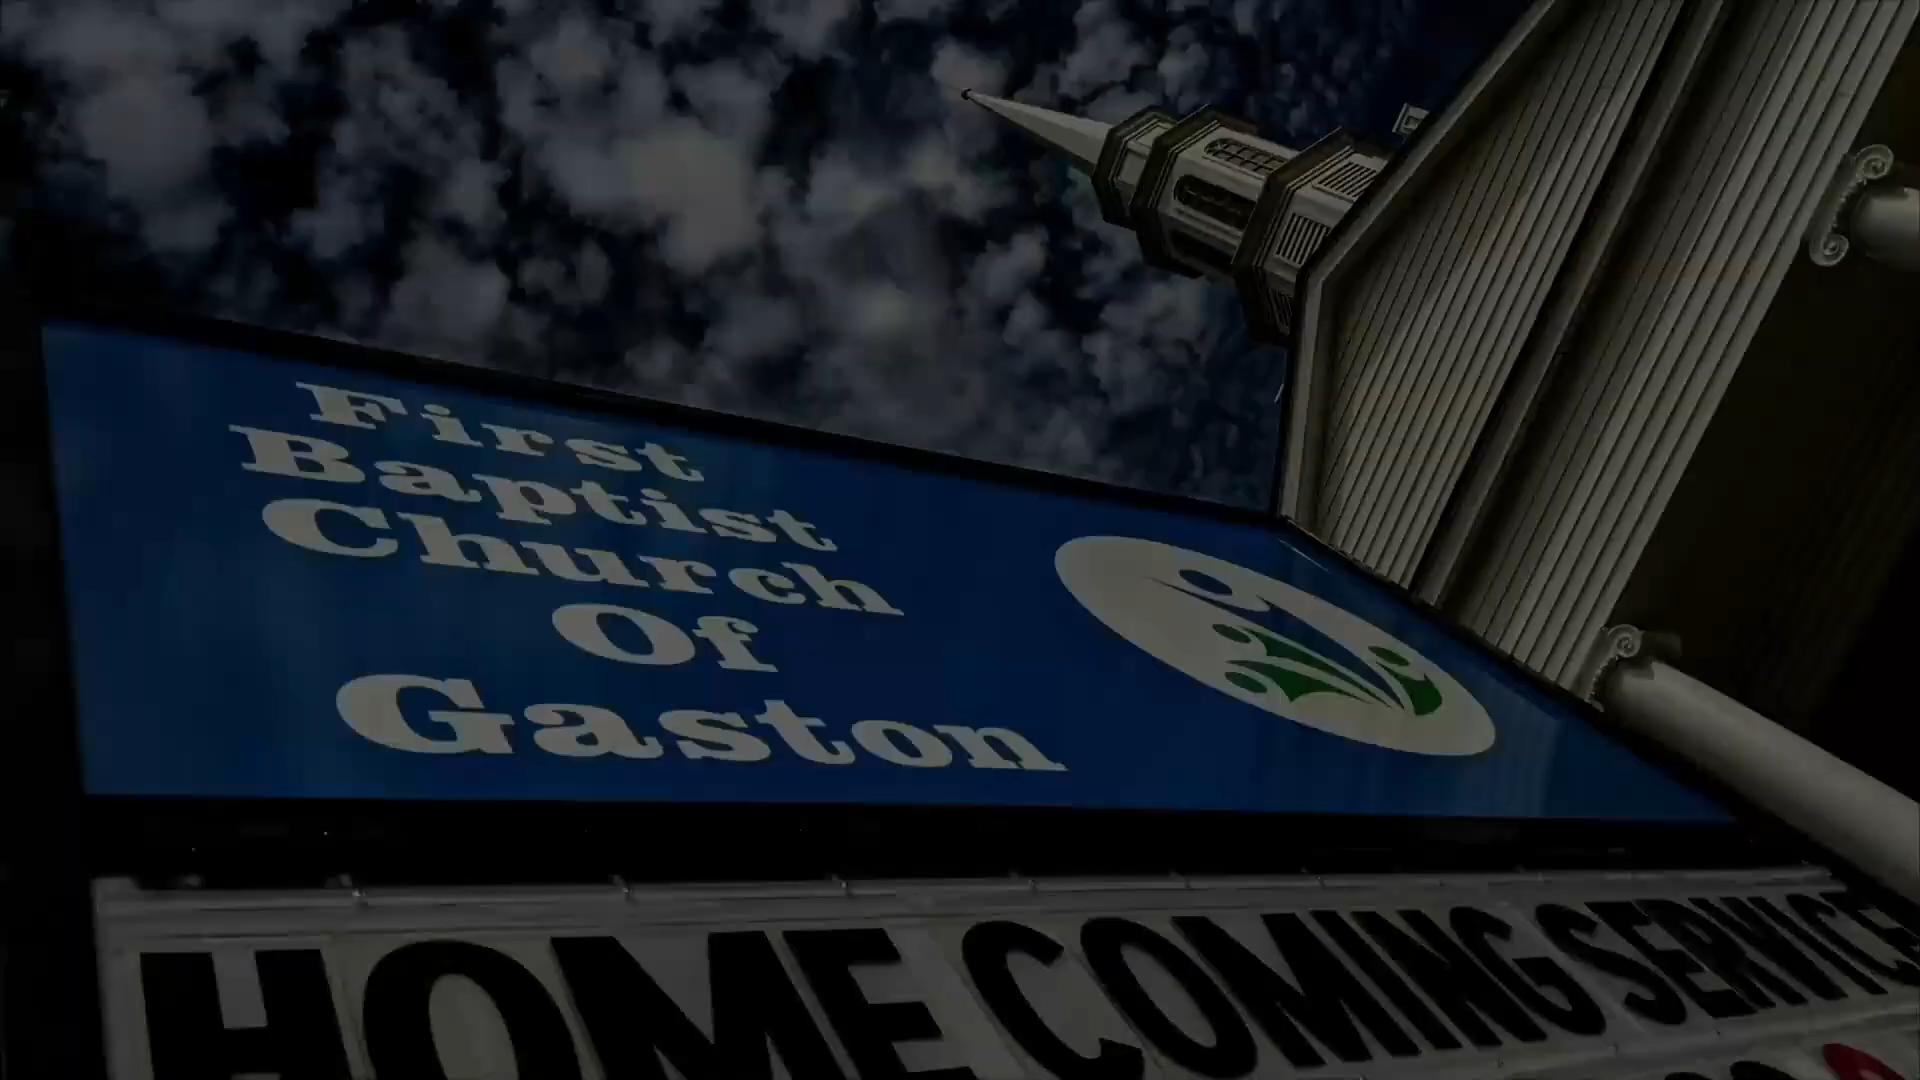 First
Baptist
Church
Of
Gaston
HOME COMING SERVICE